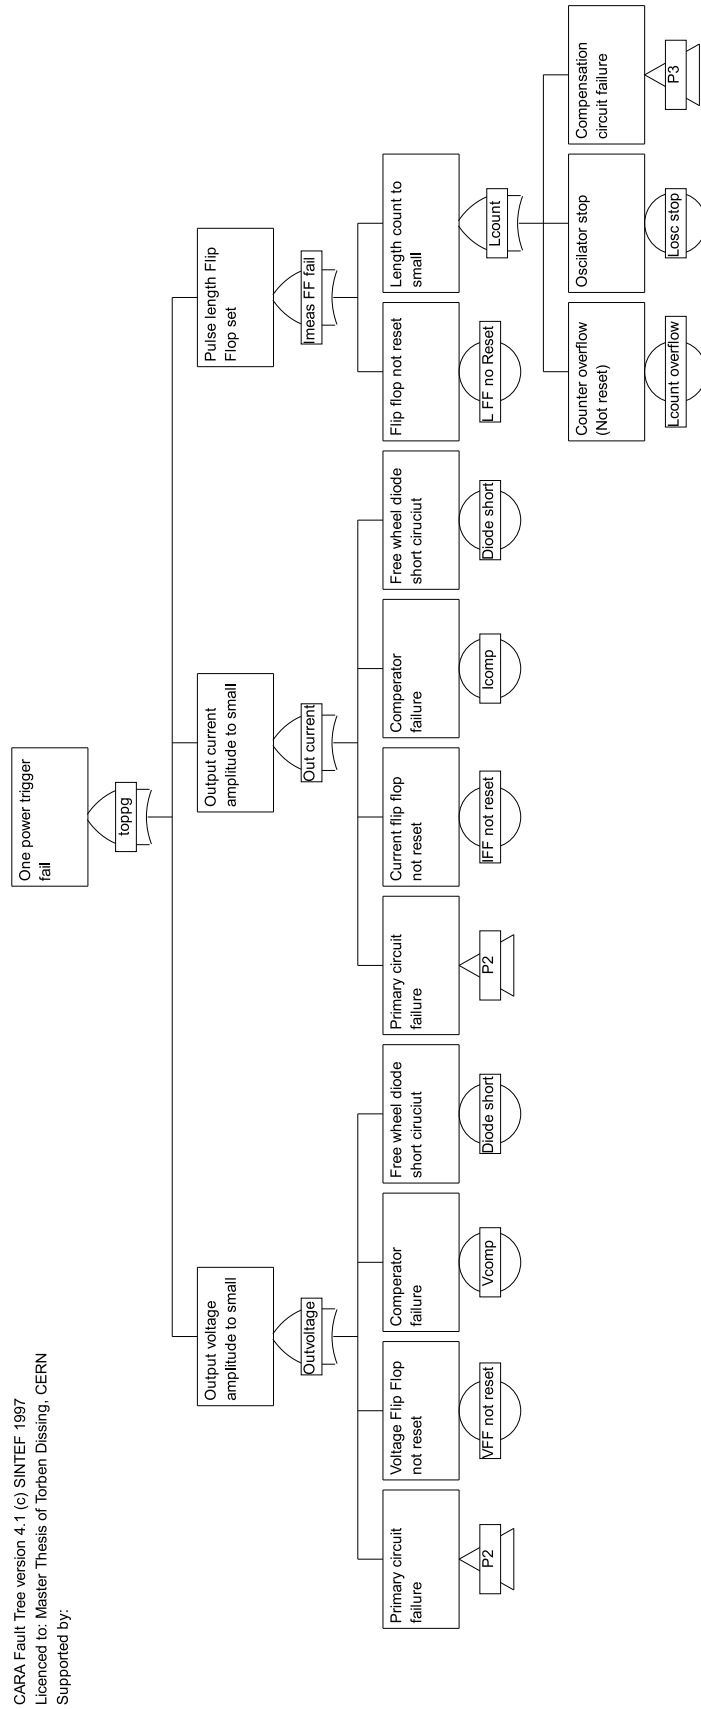 CARA Fault Tree version 4.1 (c) SINTEF 1997
Licenced to: Master Thesis of Torben Dissing, CERN
Supported by:
One power trigger
fail
toppg
Output voltage
amplitude to small
Outvoltage
Output current
amplitude to small
Out current
Pulse length Flip
Flop set
Imeas FF fail
Primary circuit
failure
P2
Voltage Flip Flop
not reset
VFF not reset
Comperator
failure
Vcomp
Free wheel diode
short ciruciut
Diode short
Primary circuit
failure
P2
Current flip flop
not reset
IFF not reset
Comperator
failure
Icomp
Free wheel diode
short ciruciut
Diode short
Flip flop not reset
L FF no Reset
Length count to
small
Lcount
Counter overflow
(Not reset)
Lcount overflow
Oscilator stop
Losc stop
Compensation
circuit failure
P3